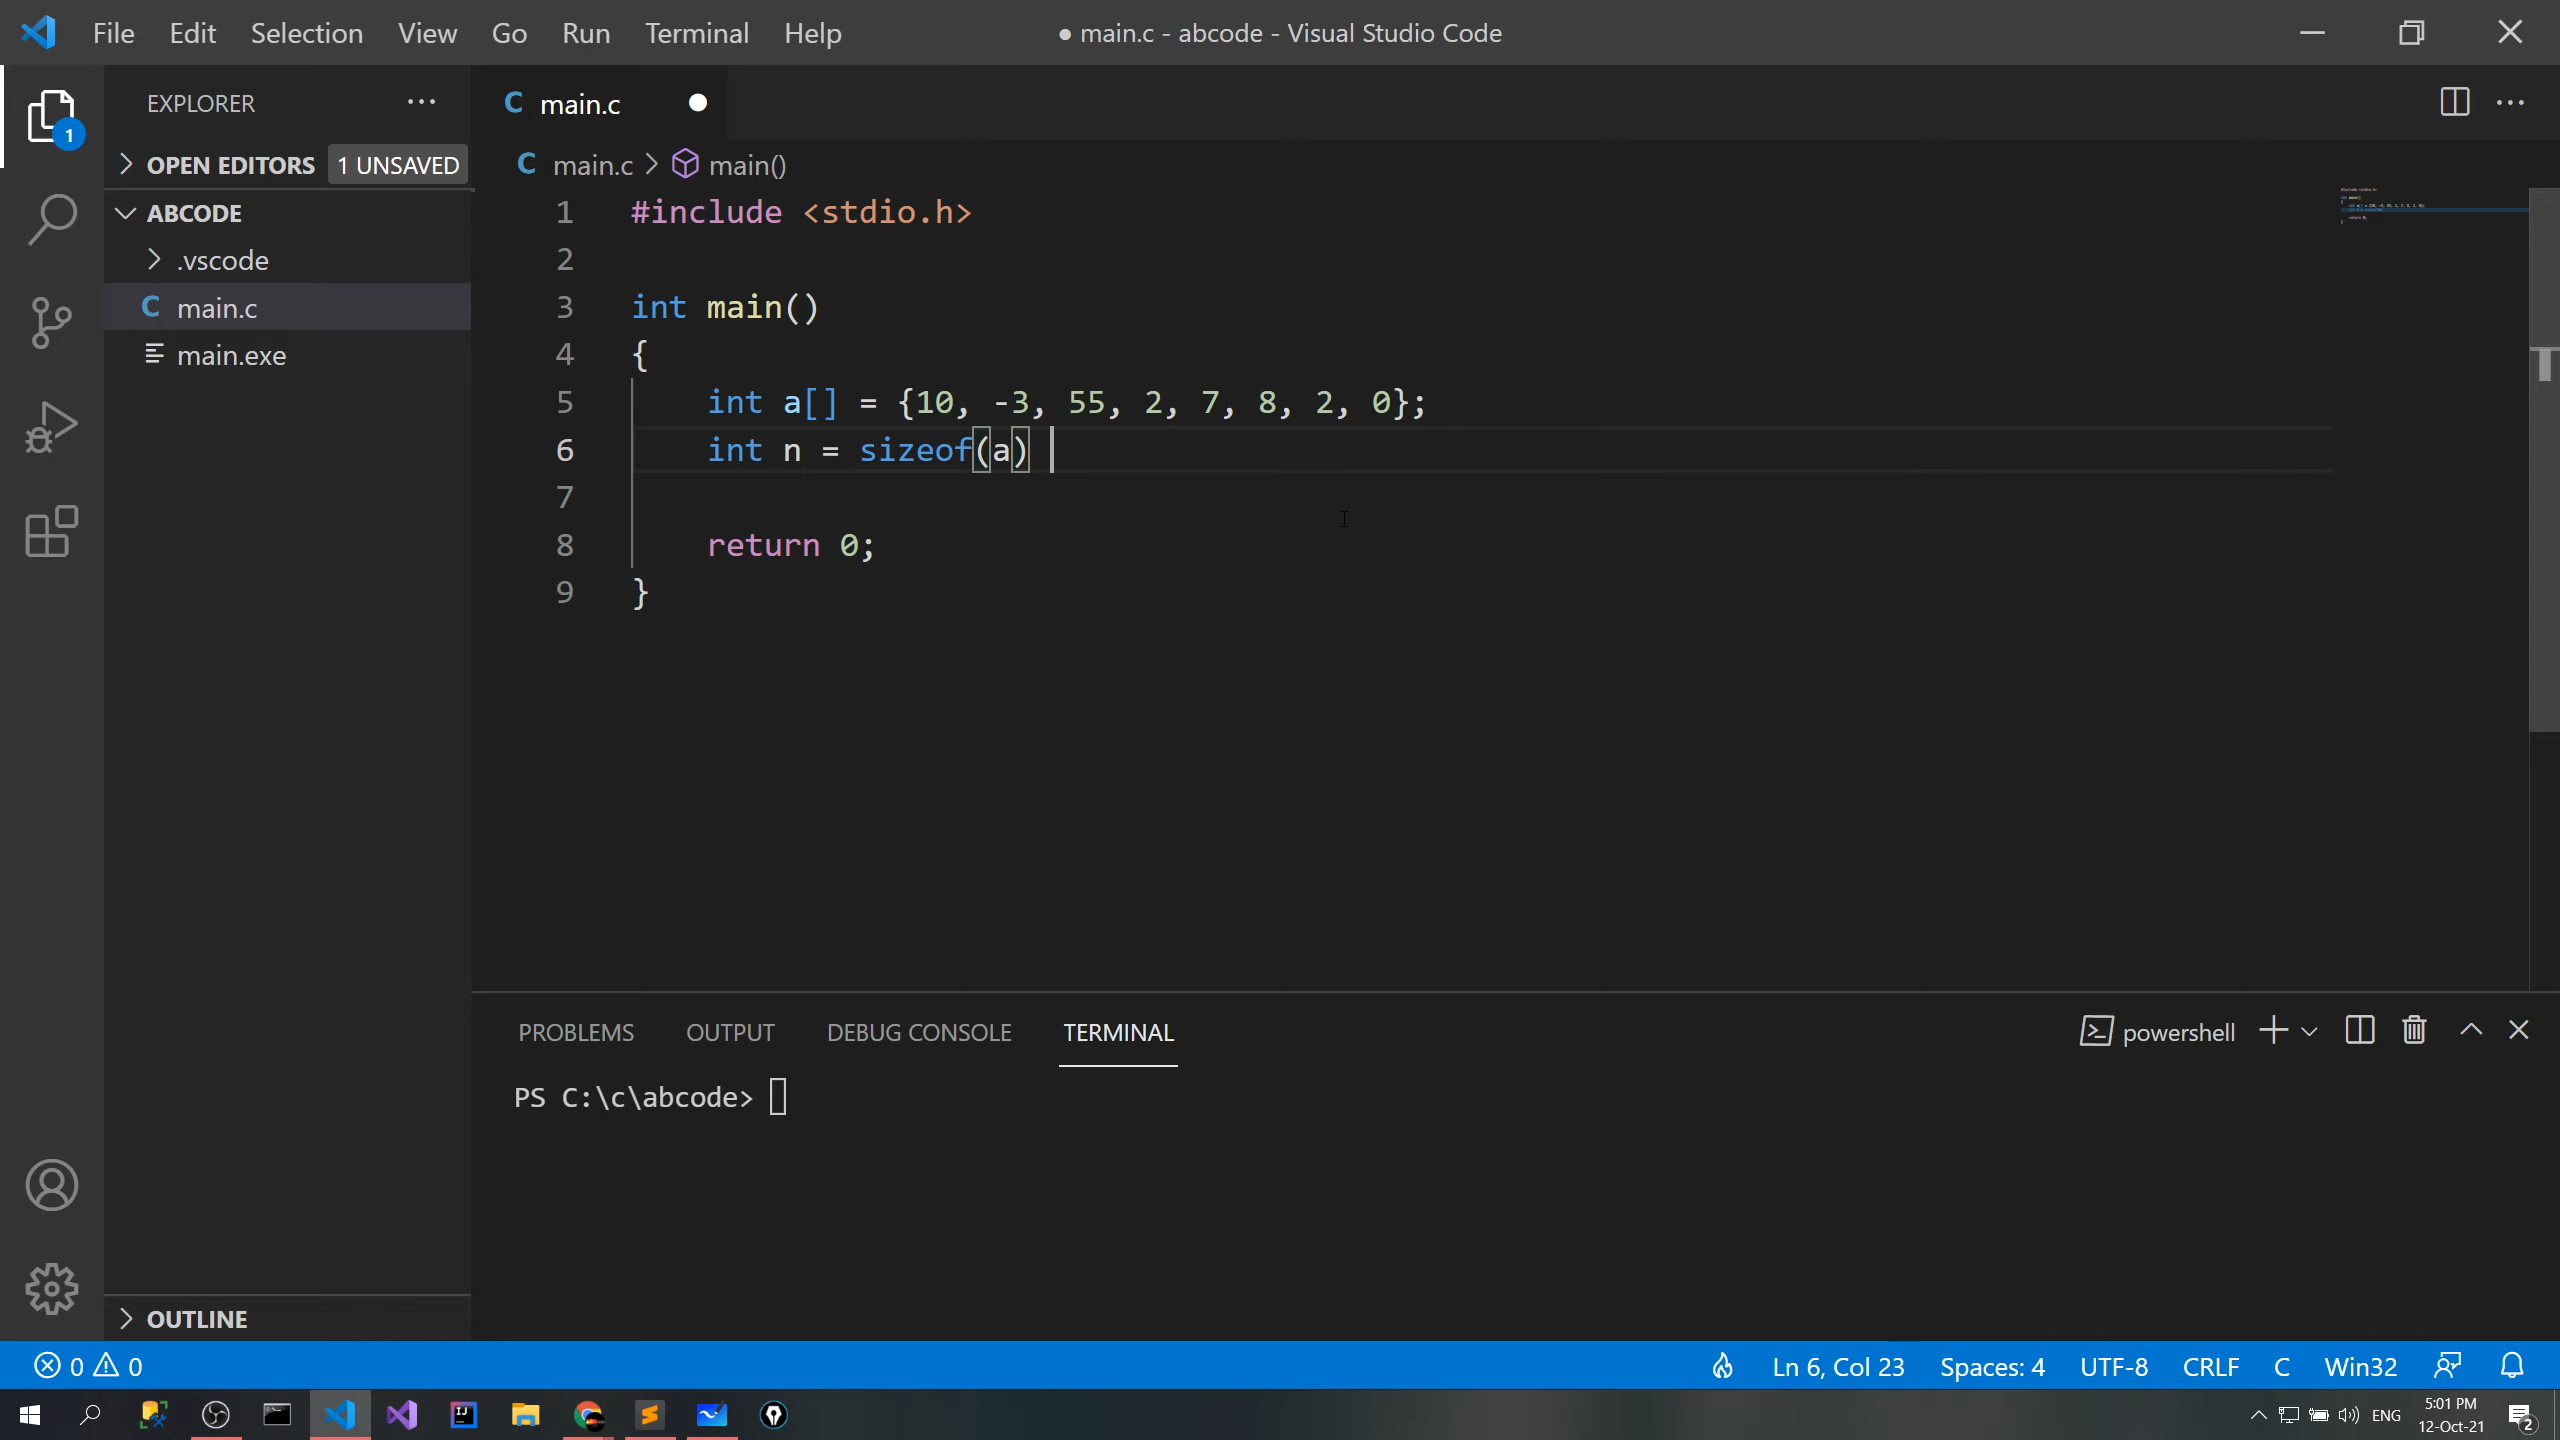 File Edit Selection View Go Run Terminal Help
● main.c - abcode - Visual Studio Code
EXPLORER
1
OPEN EDITORS 1 UNSAVED
ABCODE
.vscode
C main.c
main.exe
OUTLINE
C main.c
C main.c > main()
1 #include <stdio.h>
2
3 int main()
4 {
5 int a[] = {10, -3, 55, 2, 7, 8, 2, 0};
6 int n = sizeof(a)
7
8 return 0;
9 }
PROBLEMS OUTPUT DEBUG CONSOLE TERMINAL
powershell
PS C:\c\abcode>
0 0
Ln 6, Col 23 Spaces: 4 UTF-8 CRLF C Win32
IJ
ENG
5:01 PM
12-Oct-21
2